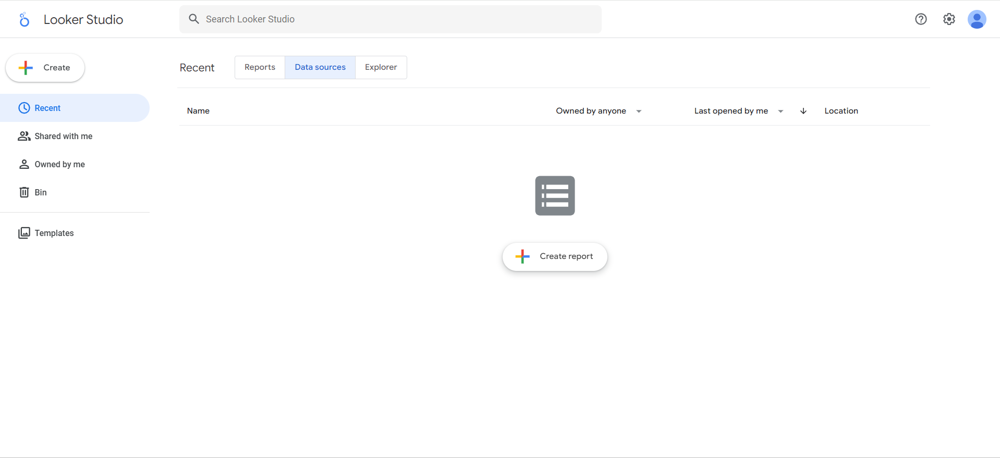 Looker Studio
Search Looker Studio
Create
Recent
Shared with me
Owned by me
Bin
Templates
Recent
Reports
Data sources
Explorer
Name
Owned by anyone
Last opened by me
Location
Create report